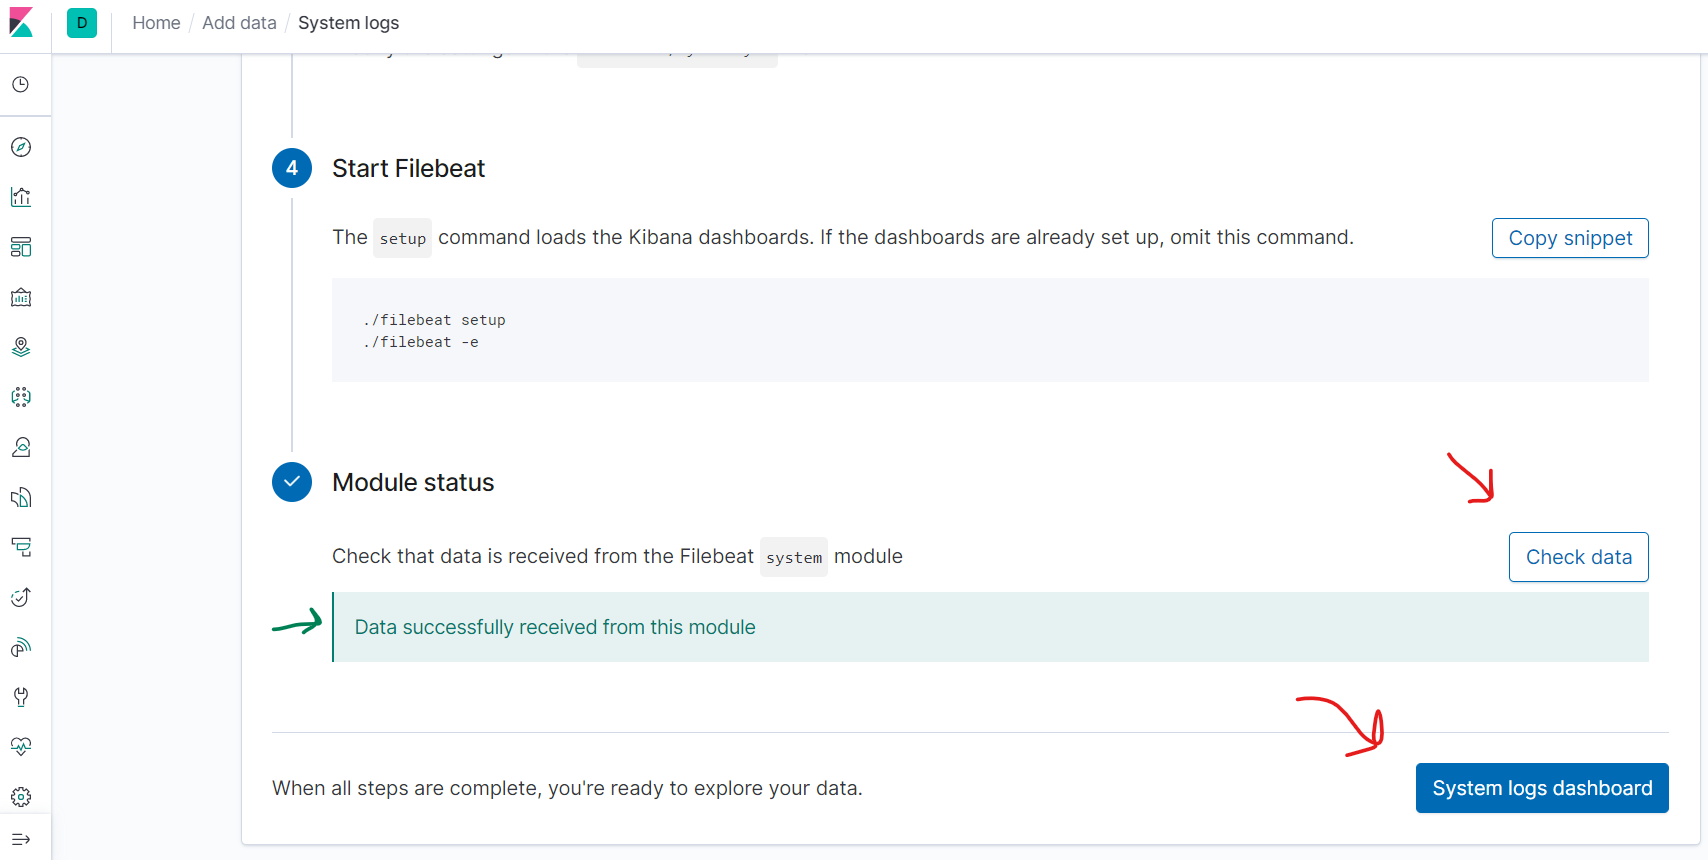 D
Home / Add data / System logs
4
Start Filebeat
The setup command loads the Kibana dashboards. If the dashboards are already set up, omit this command.
Copy snippet
./filebeat setup
./filebeat -e
Module status
Check that data is received from the Filebeat system module
Check data
Data successfully received from this module
When all steps are complete, you're ready to explore your data.
System logs dashboard